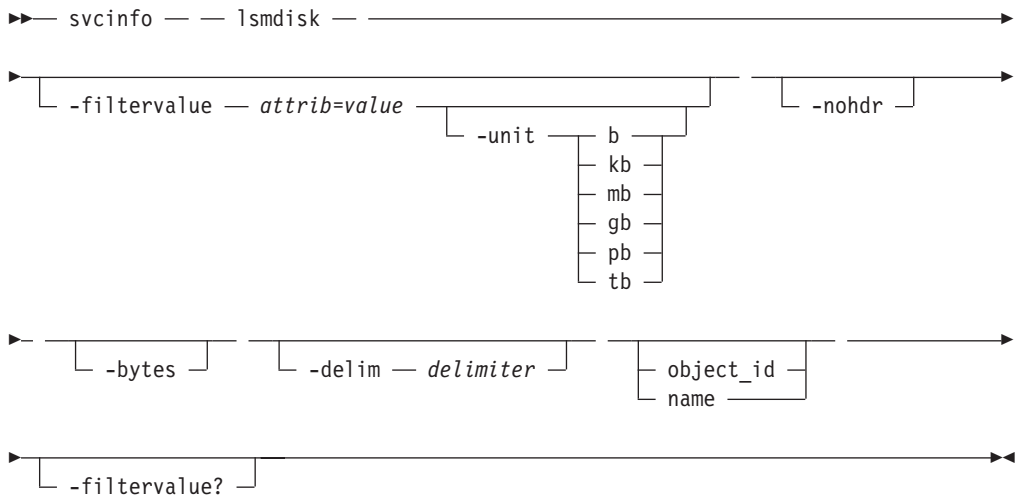 svcinfo lsmdisk
-filtervalue attrib=value -nohdr
-unit b
kb
mb
gb
pb
tb
-bytes -delim delimiter object_id
name
-filtervalue?